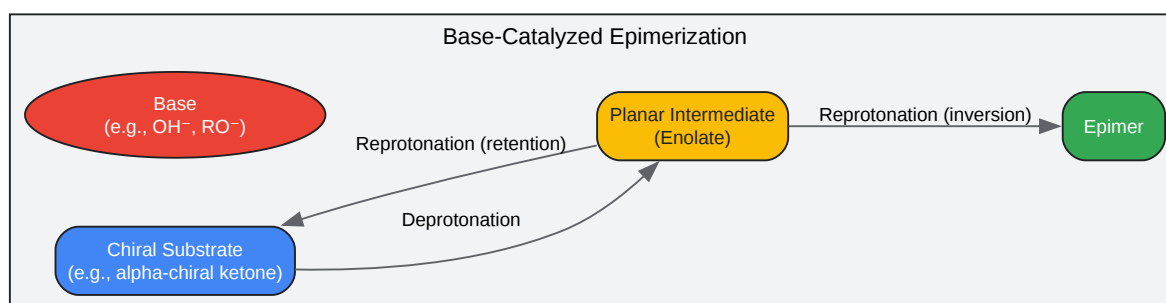 Base-Catalyzed Epimerization
Base
(e.g., OH⁻, RO⁻)
Planar Intermediate
(Enolate)
Reprotonation (inversion)
Epimer
Reprotonation (retention)
Deprotonation
Chiral Substrate
(e.g., alpha-chiral ketone)